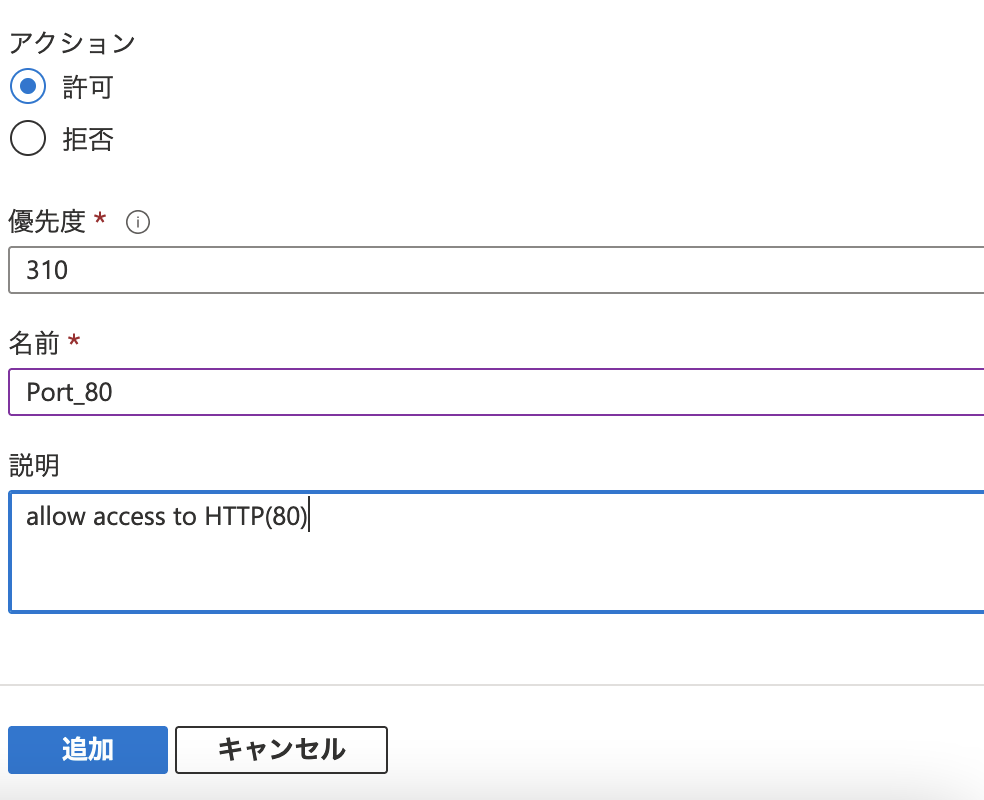 アクション
許可
拒否
優先度 *
310
名前 *
Port_80
説明
allow access to HTTP(80)
追加
キャンセル